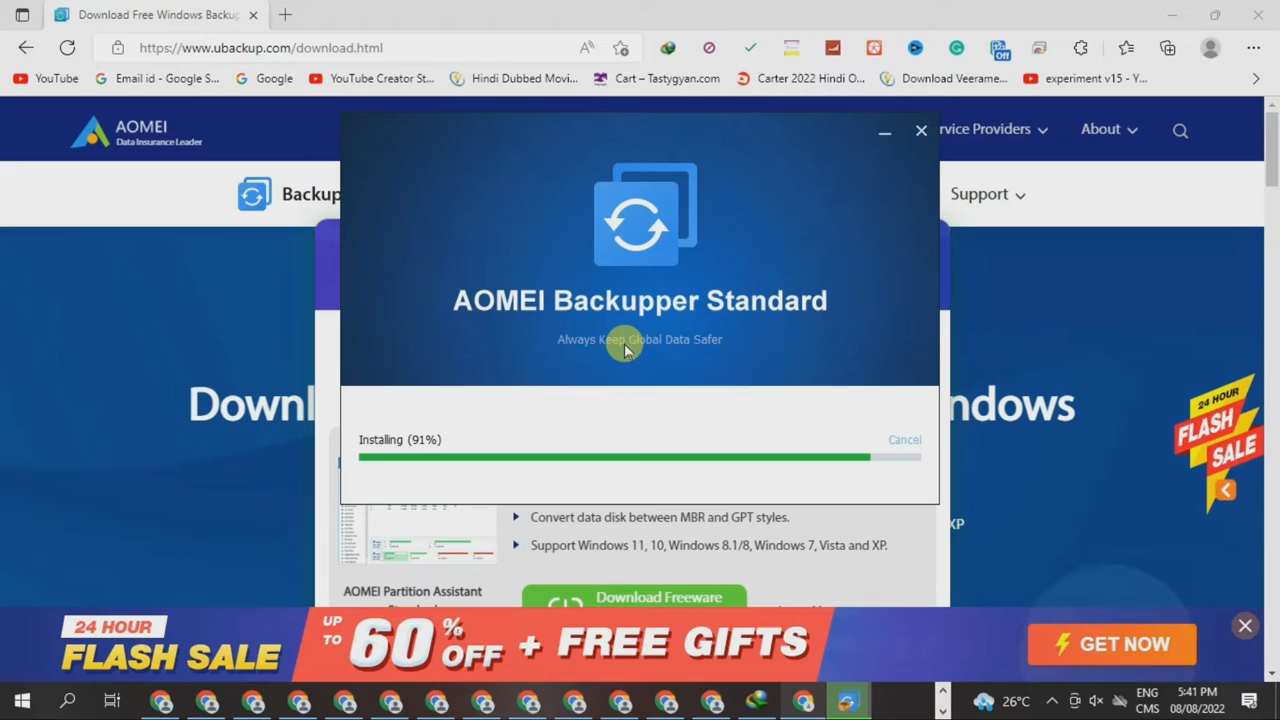 Download Free Windows Backup
https://www.ubackup.com/download.html
YouTube
Email id - Google S...
Google
YouTube Creator St...
Hindi Dubbed Movi...
Cart – Tastygyan.com
Carter 2022 Hindi O...
Download Veerame...
experiment v15 - Y...
AOMEI
Data Insurance Leader
rvice Providers
About
Backup
Support
AOMEI Backupper Standard
Always Keep Global Data Safer
Downl
ndows
Installing (91%)
Cancel
24 HOUR
FLASH
SALE
Convert data disk between MBR and GPT styles.
XP
Support Windows 11, 10, Windows 8.1/8, Windows 7, Vista and XP.
AOMEI Partition Assistant
Download Freeware
24 HOUR
FLASH SALE
UP TO 60% OFF + FREE GIFTS
GET NOW
26°C
ENG
CMS
5:41 PM
08/08/2022